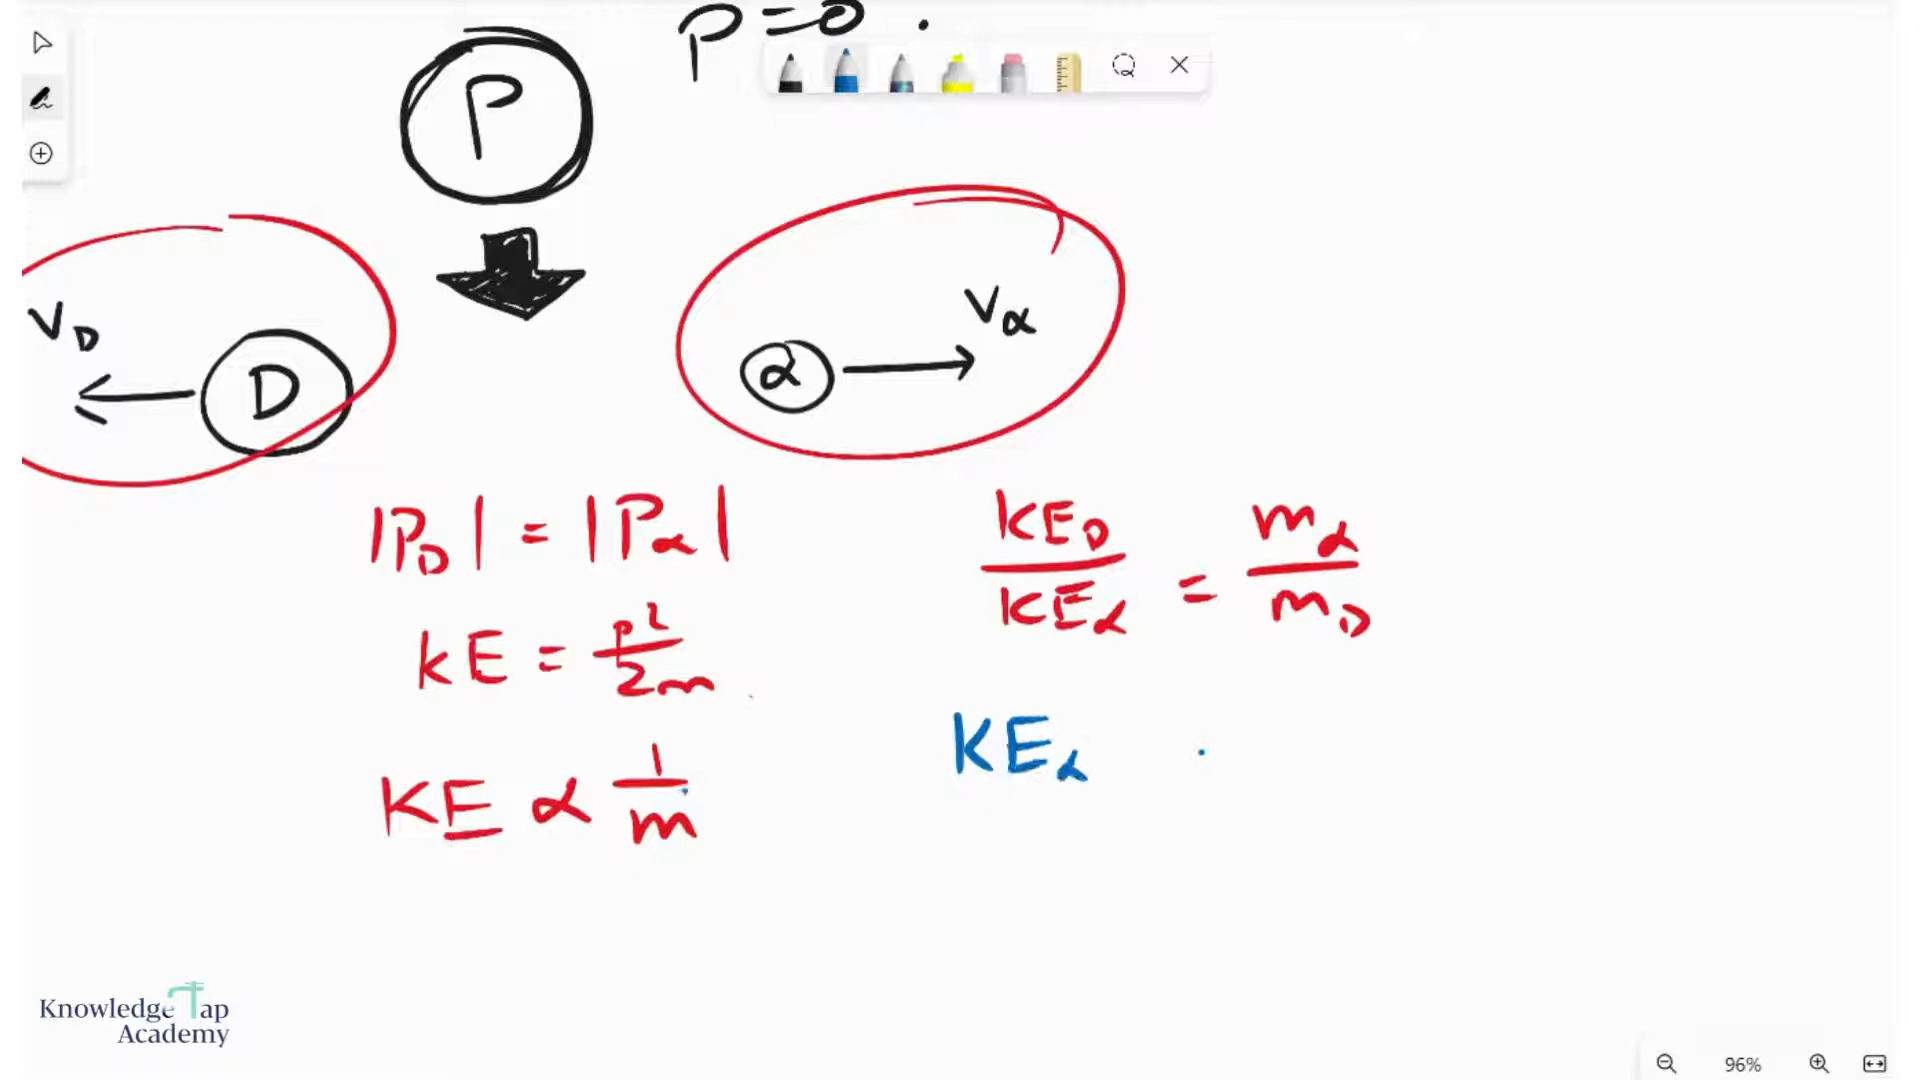 P = 0 .
P
V_D
D
α
V_α
|P_D| = |P_α|
KE = p²/2m
KE ∝ 1/m
KE_D/KE_α = m_α/m_D
KE_α
Knowledge Tap
Academy
96%